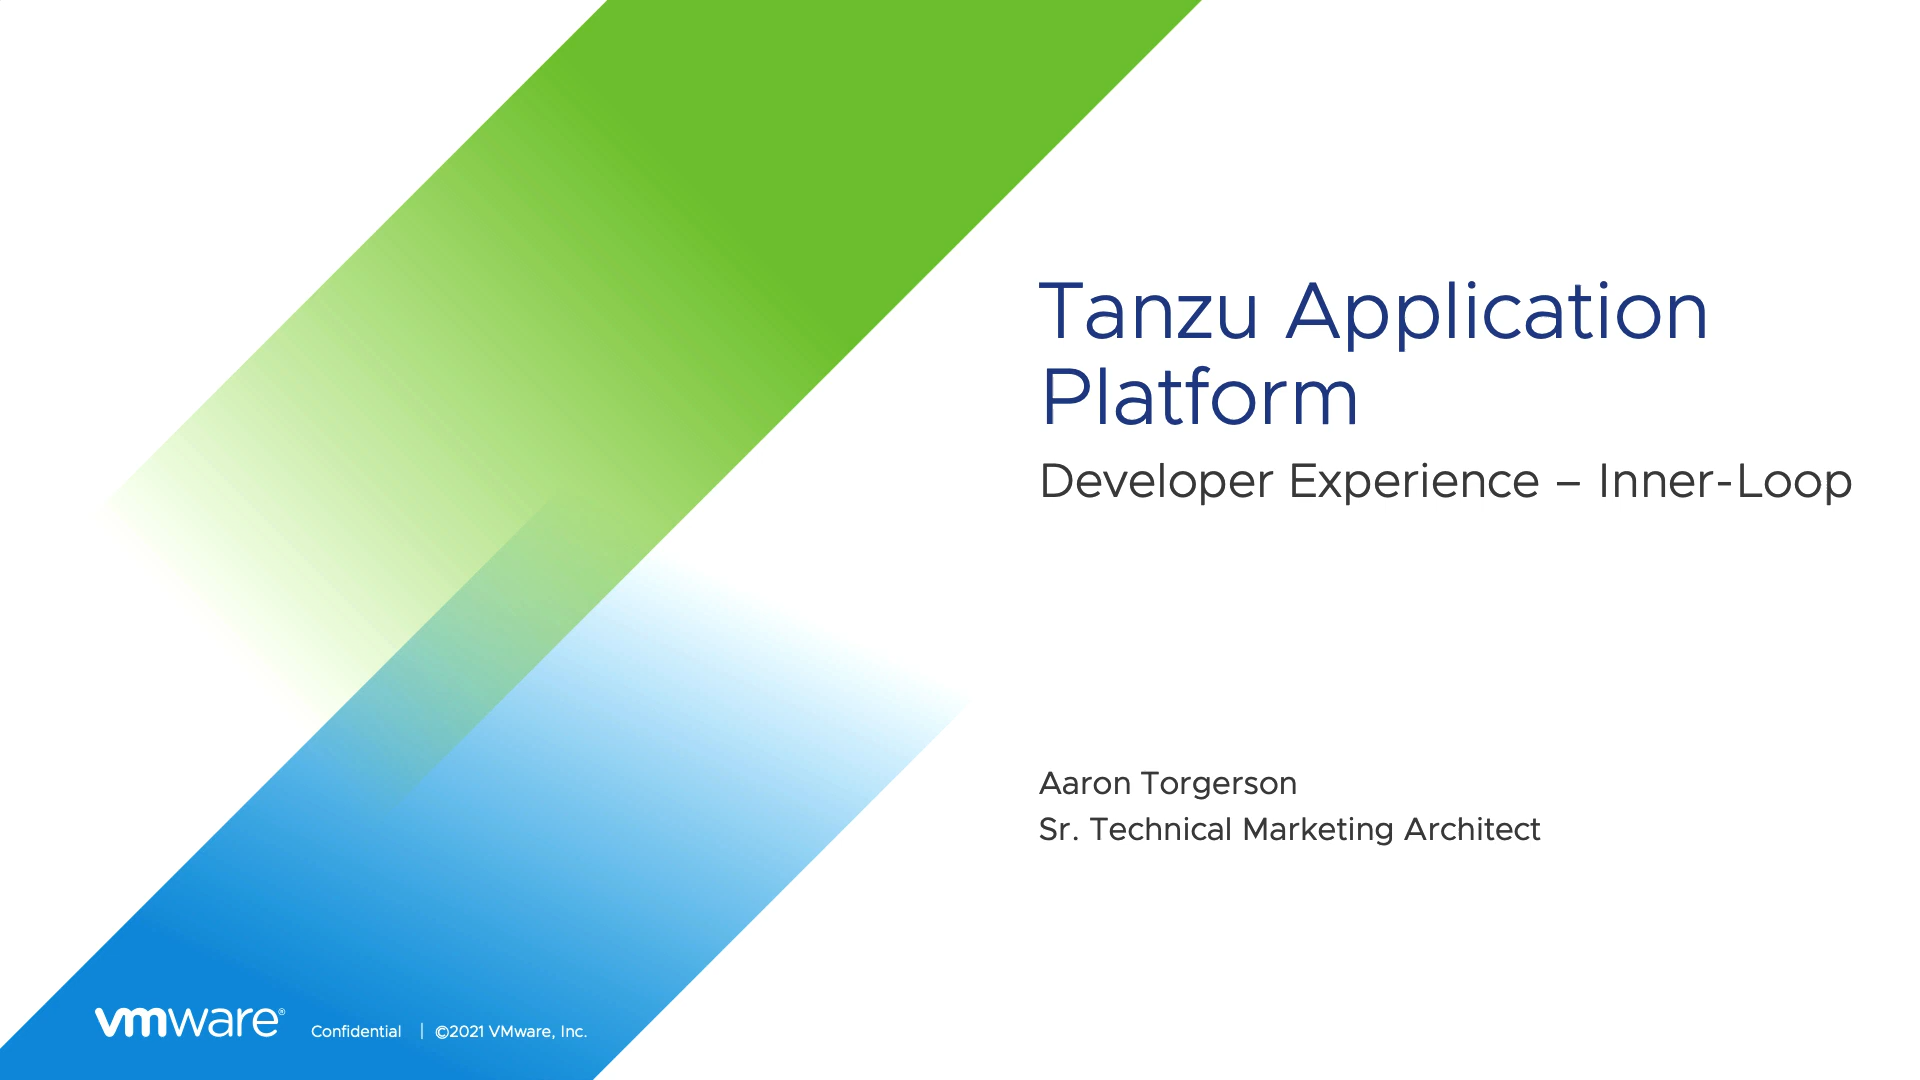 Tanzu Application
Platform
Developer Experience – Inner-Loop
Aaron Torgerson
Sr. Technical Marketing Architect
vmware® Confidential | ©2021 VMware, Inc.